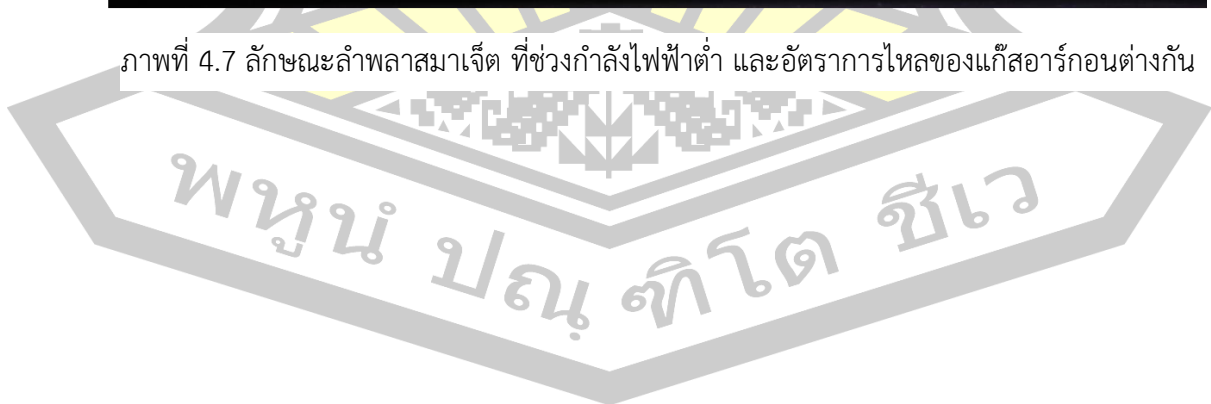 ภาพที่ 4.7 ลักษณะลำพลาสมาเจ็ต ที่ช่วงกำลังไฟฟ้าต่ำ และอัตราการไหลของแก๊สอาร์กอนต่างกัน
พหูนํ ปณฺฑิโต ชีเว